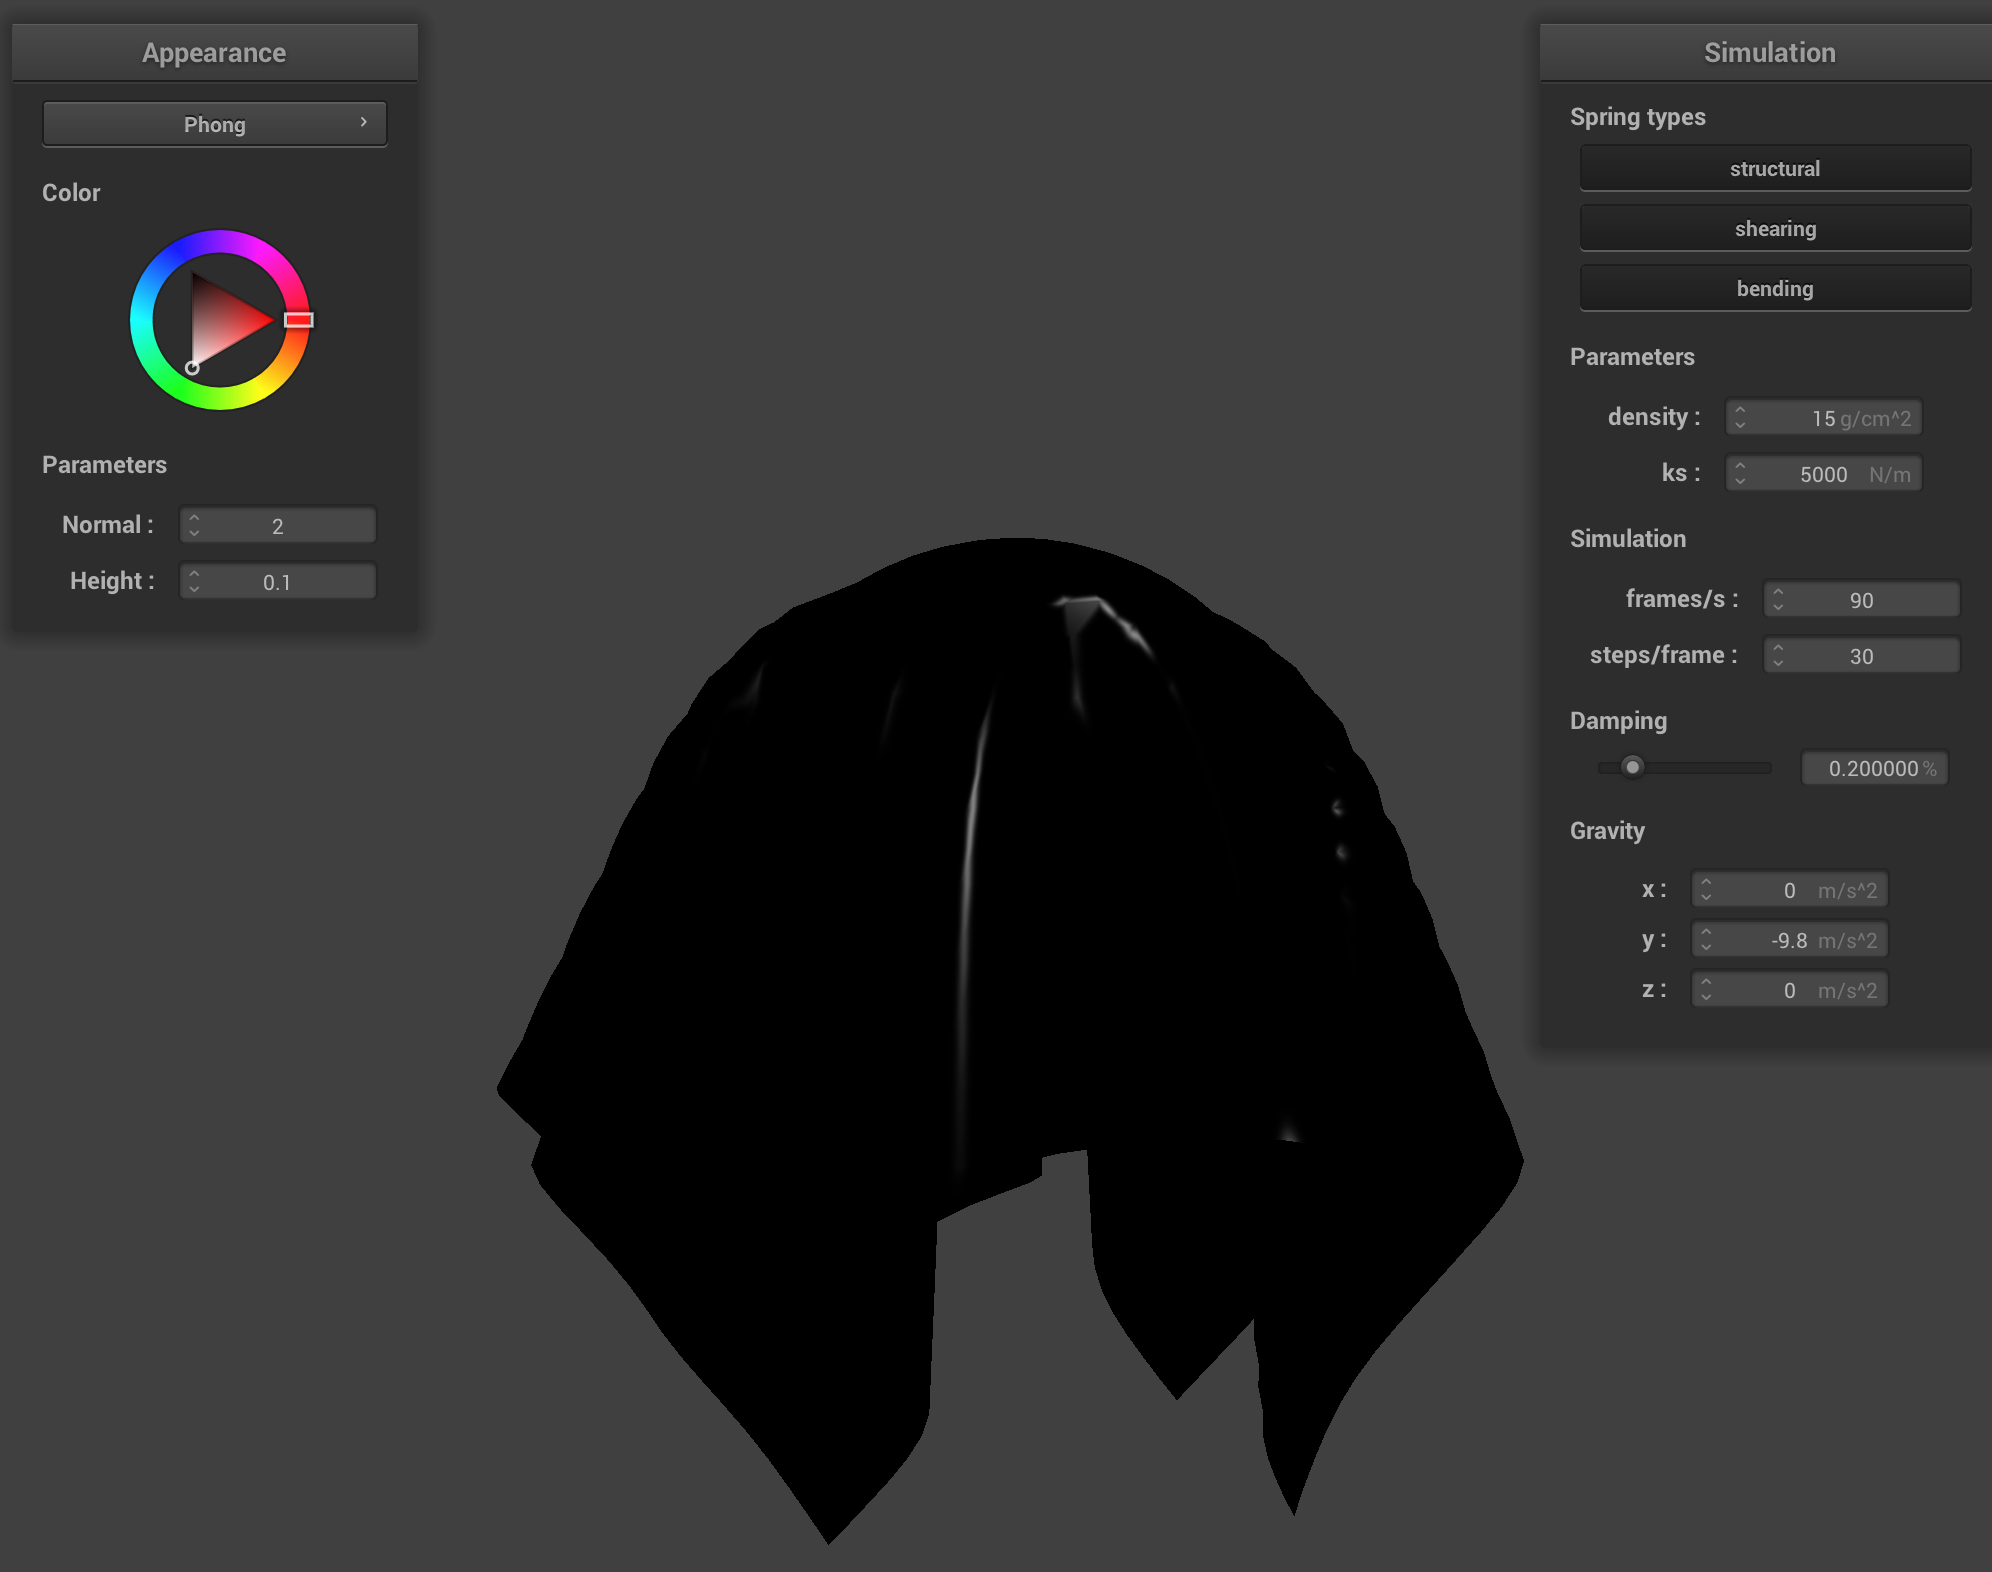 Appearance
Phong
Color
Parameters
Normal : 2
Height : 0.1
Simulation
Spring types
structural
shearing
bending
Parameters
density : 15 g/cm^2
ks : 5000 N/m
Simulation
frames/s : 90
steps/frame : 30
Damping
0.200000 %
Gravity
x : 0 m/s^2
y : -9.8 m/s^2
z : 0 m/s^2